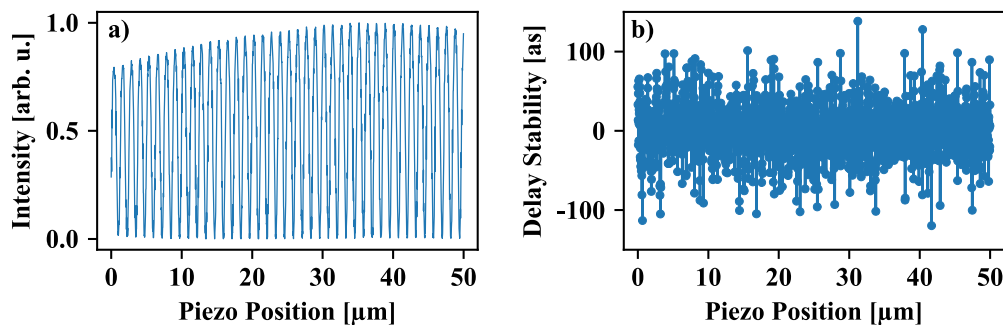 a)
Intensity [arb. u.]
1.0
0.5
0.0
0 10 20 30 40 50
Piezo Position [µm]
b)
Delay Stability [as]
100
0
-100
0 10 20 30 40 50
Piezo Position [µm]